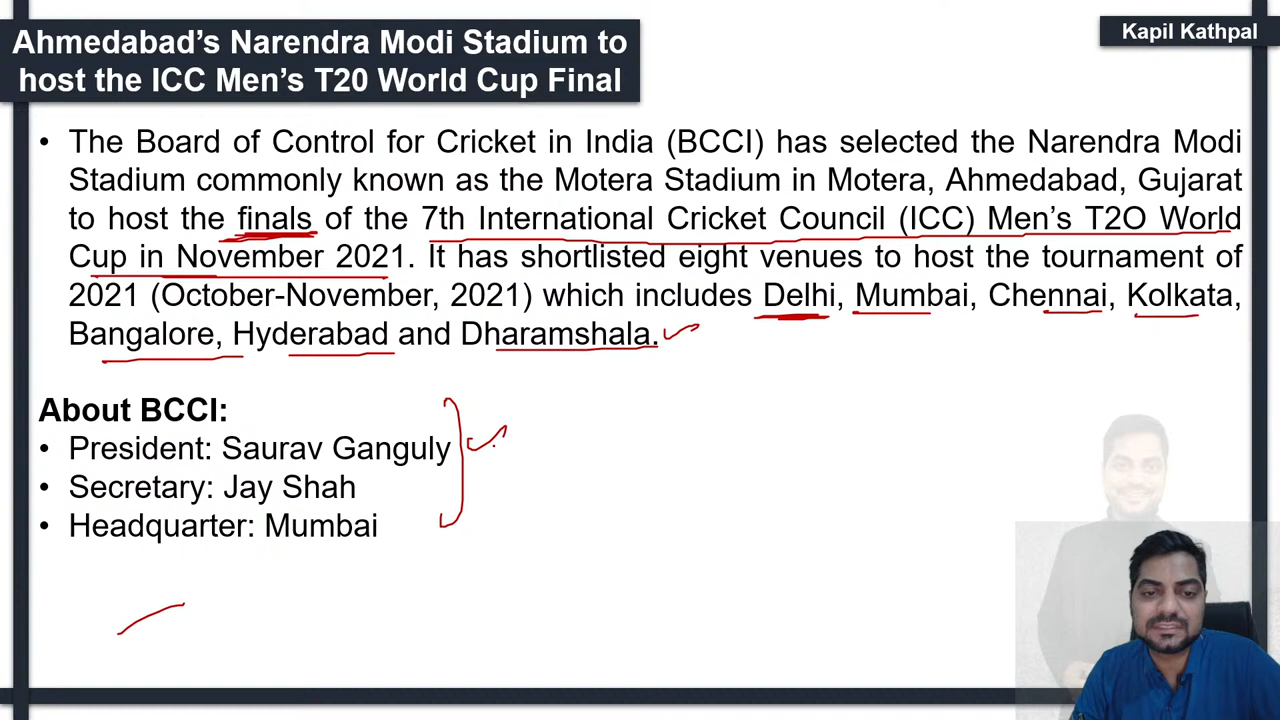 Ahmedabad's Narendra Modi Stadium to
host the ICC Men's T20 World Cup Final
Kapil Kathpal
• The Board of Control for Cricket in India (BCCI) has selected the Narendra Modi
Stadium commonly known as the Motera Stadium in Motera, Ahmedabad, Gujarat
to host the finals of the 7th International Cricket Council (ICC) Men's T2O World
Cup in November 2021. It has shortlisted eight venues to host the tournament of
2021 (October-November, 2021) which includes Delhi, Mumbai, Chennai, Kolkata,
Bangalore, Hyderabad and Dharamshala.
About BCCI:
• President: Saurav Ganguly
• Secretary: Jay Shah
• Headquarter: Mumbai